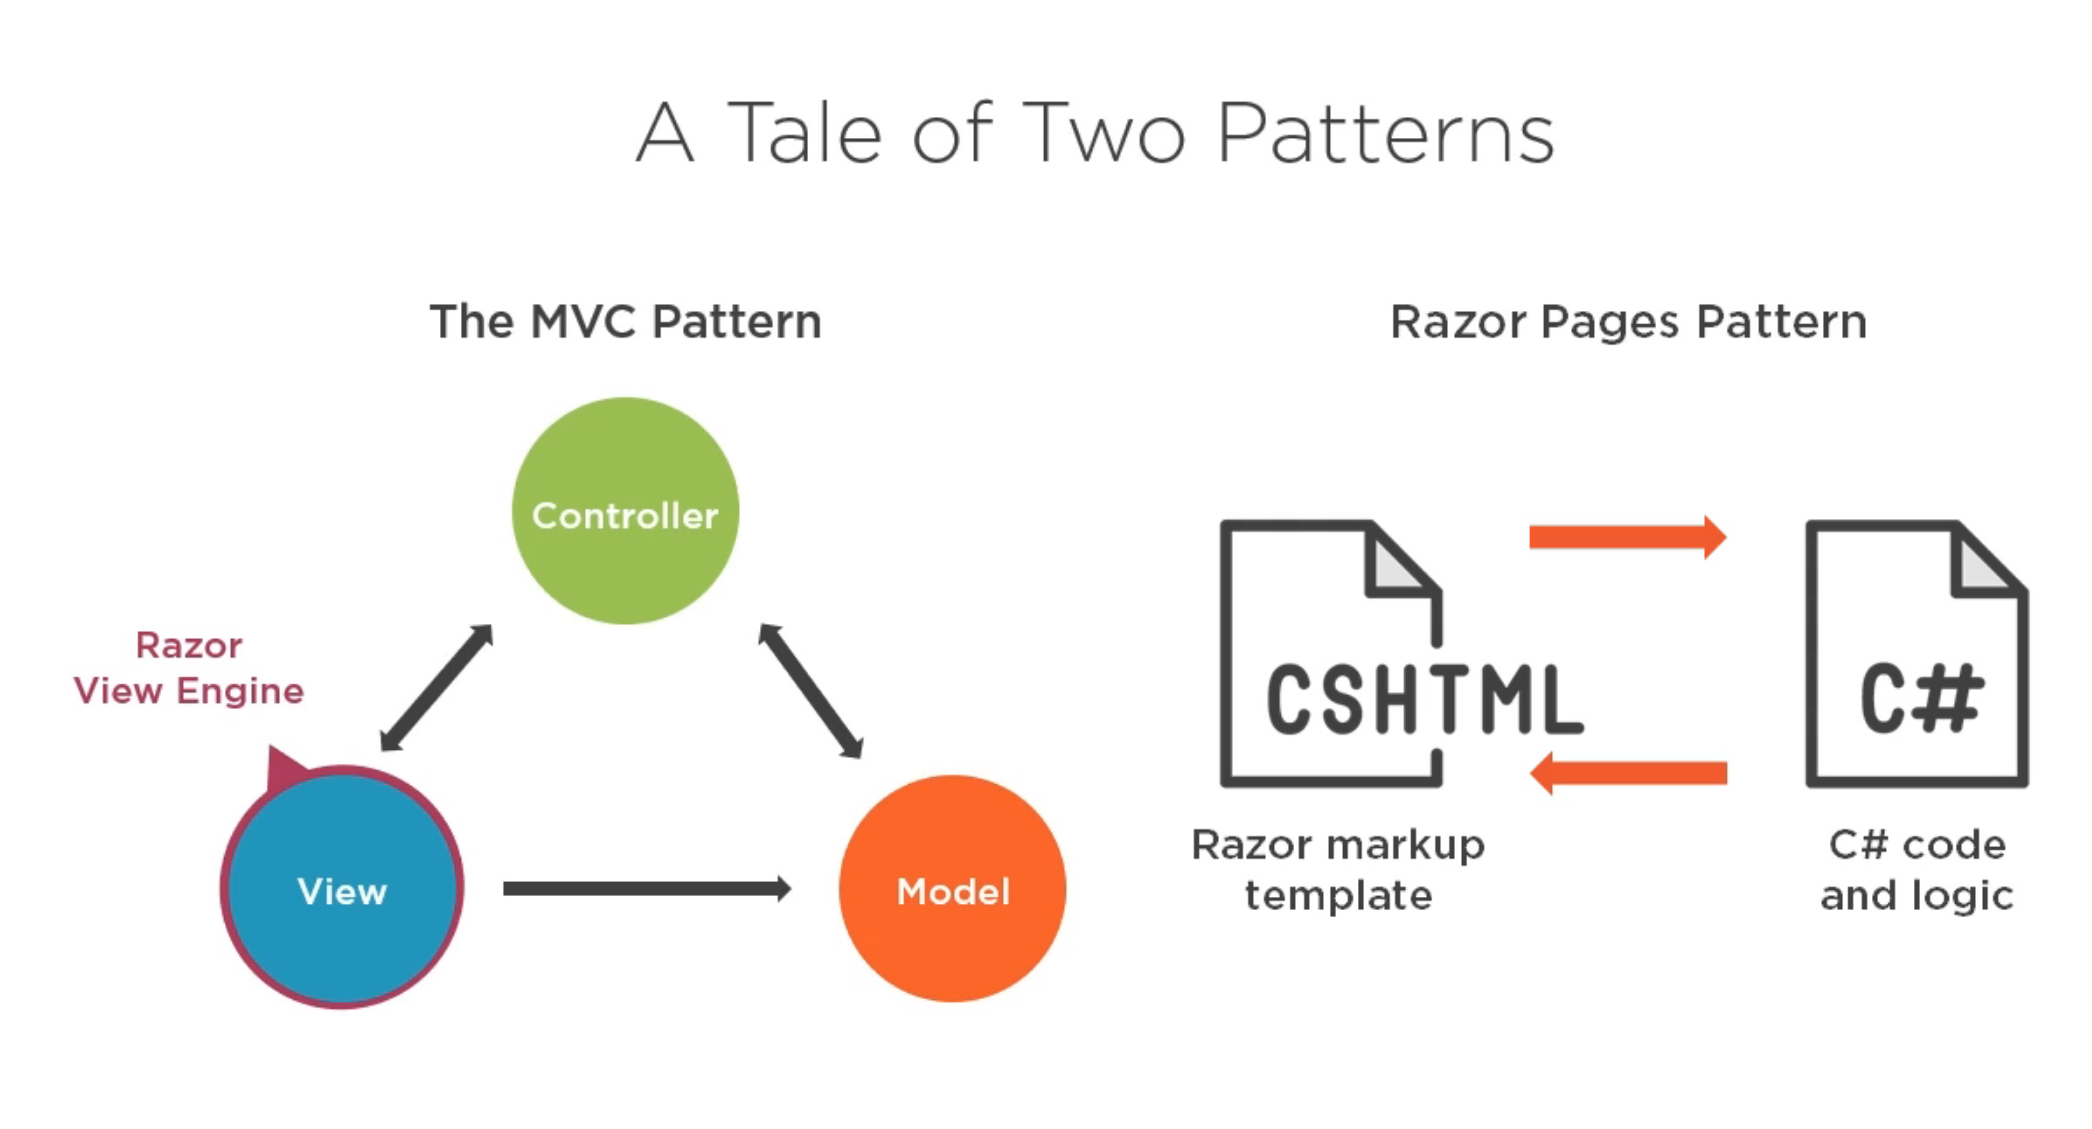 A Tale of Two Patterns
The MVC Pattern
Controller
Razor
View Engine
View
Model
Razor Pages Pattern
CSHTML
Razor markup
template
C#
C# code
and logic